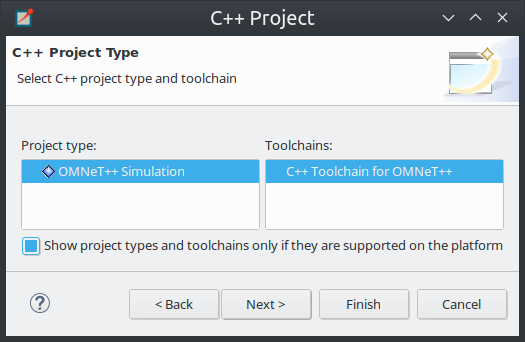 C++ Project
C++ Project Type
Select C++ project type and toolchain
Project type:
Toolchains:
OMNeT++ Simulation
C++ Toolchain for OMNeT++
Show project types and toolchains only if they are supported on the platform
?
< Back
Next >
Finish
Cancel